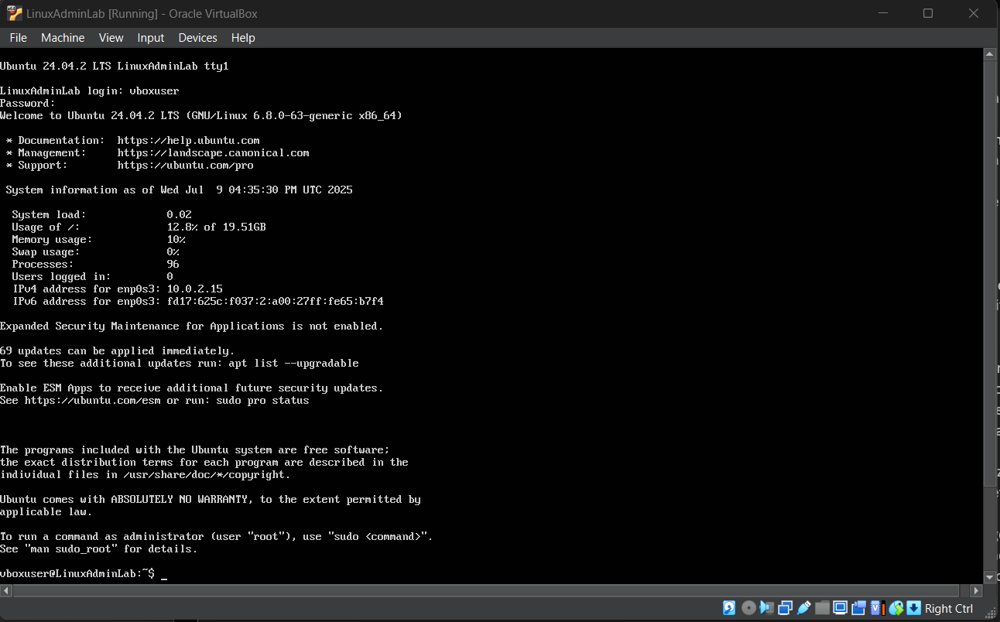 LinuxAdminLab [Running] - Oracle VirtualBox
File Machine View Input Devices Help
Ubuntu 24.04.2 LTS LinuxAdminLab tty1
LinuxAdminLab login: vboxuser
Password:
Welcome to Ubuntu 24.04.2 LTS (GNU/Linux 6.8.0-63-generic x86_64)
* Documentation:  https://help.ubuntu.com
* Management:     https://landscape.canonical.com
* Support:        https://ubuntu.com/pro
System information as of Wed Jul  9 04:35:30 PM UTC 2025
System load:             0.02
Usage of /:              12.8% of 19.51GB
Memory usage:            10%
Swap usage:              0%
Processes:               96
Users logged in:         0
IPv4 address for enp0s3: 10.0.2.15
IPv6 address for enp0s3: fd17:625c:f037:2:a00:27ff:fe65:b7f4
Expanded Security Maintenance for Applications is not enabled.
69 updates can be applied immediately.
To see these additional updates run: apt list --upgradable
Enable ESM Apps to receive additional future security updates.
See https://ubuntu.com/esm or run: sudo pro status
The programs included with the Ubuntu system are free software;
the exact distribution terms for each program are described in the
individual files in /usr/share/doc/*/copyright.
Ubuntu comes with ABSOLUTELY NO WARRANTY, to the extent permitted by
applicable law.
To run a command as administrator (user "root"), use "sudo <command>".
See "man sudo_root" for details.
vboxuser@LinuxAdminLab:~$ _
Right Ctrl